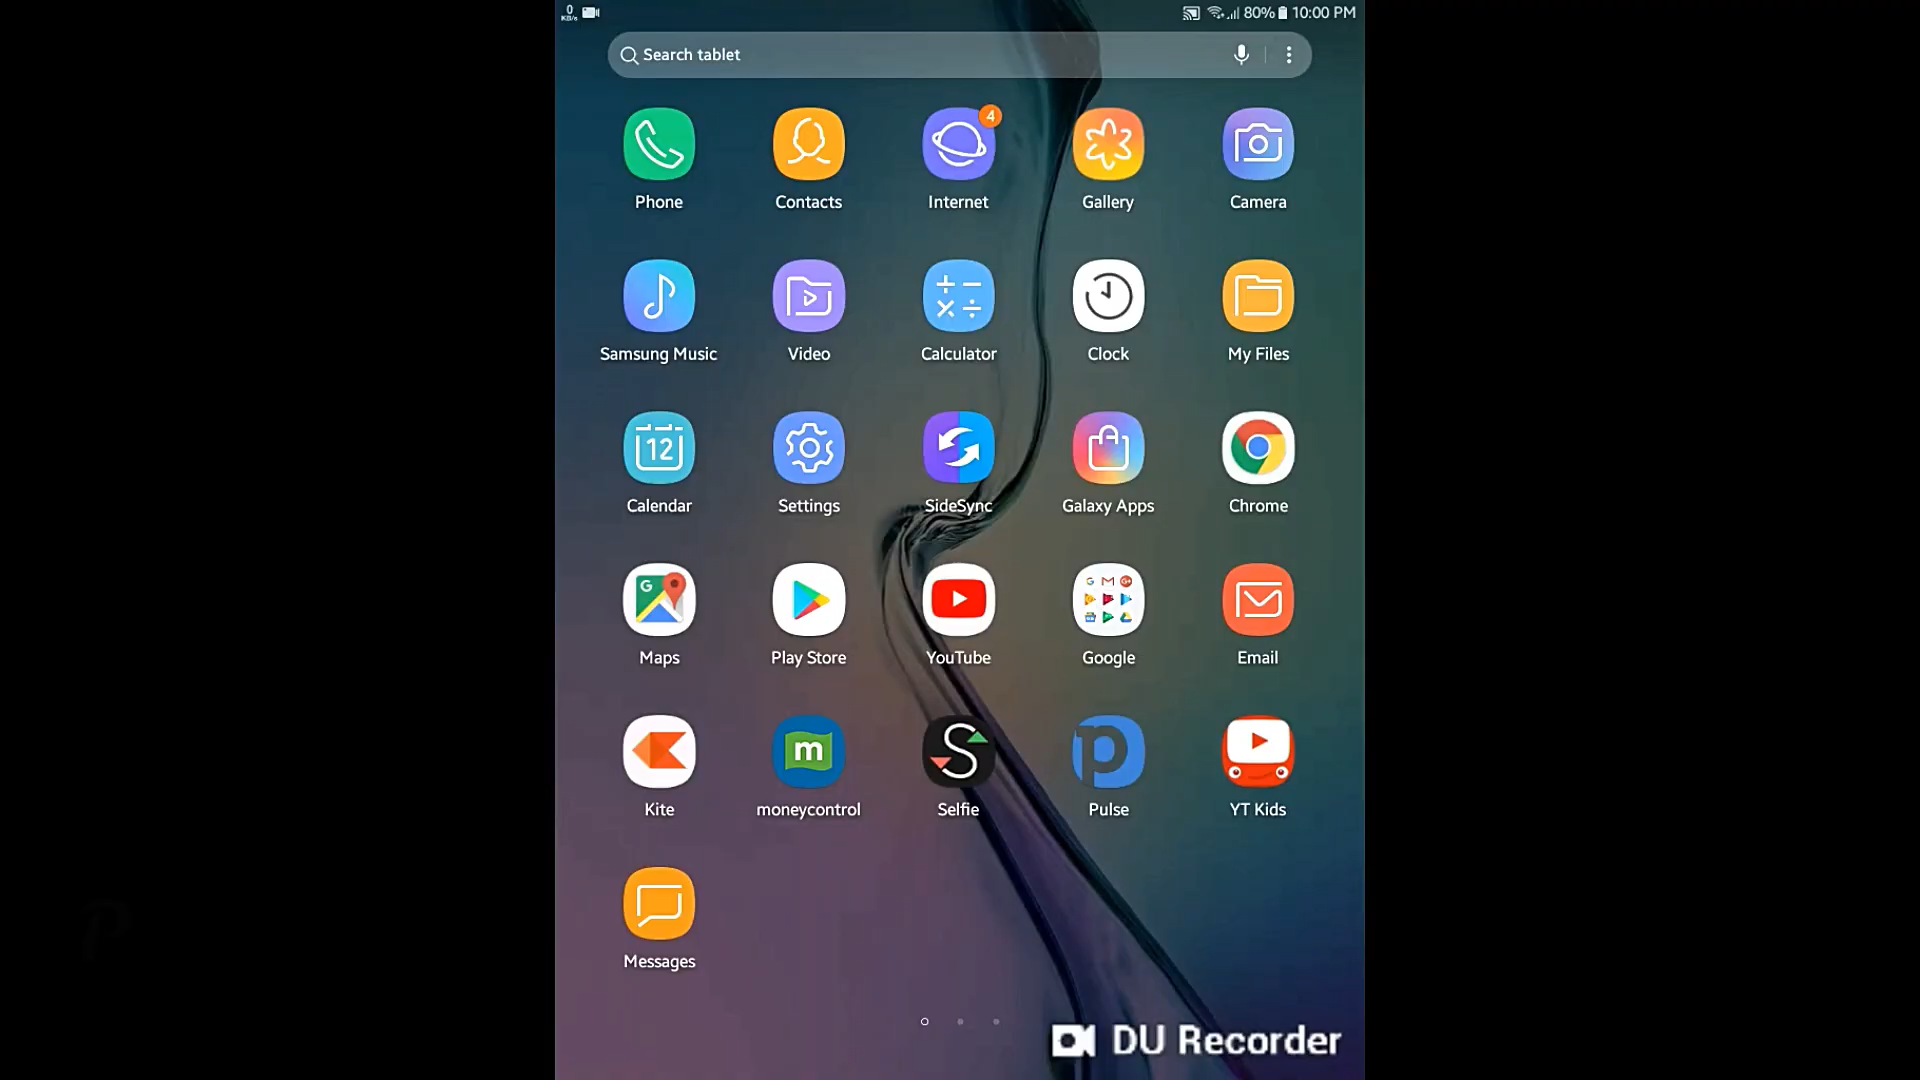 0
KB/s
80% 10:00 PM
Search tablet
4
Phone Contacts Internet Gallery Camera
Samsung Music Video Calculator Clock My Files
12
Calendar Settings SideSync Galaxy Apps Chrome
G
G M G+
Maps Play Store YouTube Google Email
m S p
Kite moneycontrol Selfie Pulse YT Kids
Messages
P
DU Recorder